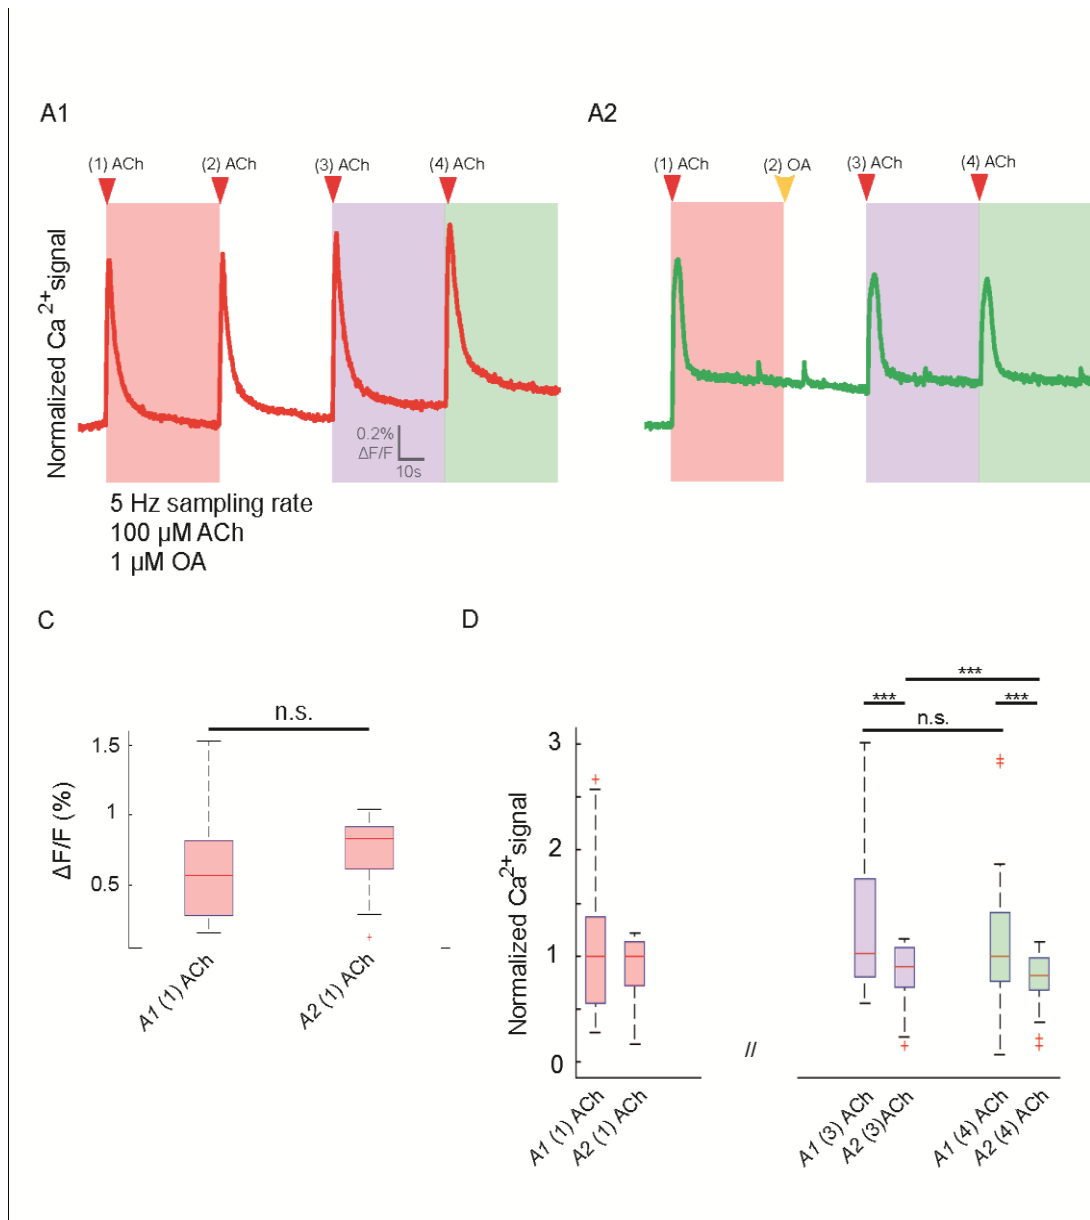 A1
A2
(1) ACh
(2) ACh
(3) ACh
(4) ACh
(1) ACh
(2) OA
(3) ACh
(4) ACh
Normalized Ca2+signal
0.2%
ΔF/F
10s
5 Hz sampling rate
100 µM ACh
1 µM OA
C
D
n.s.
ΔF/F (%)
1.5
1
0.5
A1 (1) ACh
A2 (1) ACh
***
***
***
n.s.
Normalized Ca2+signal
3
2
1
0
//
A1 (1) ACh
A2 (1) ACh
A1 (3) ACh
A2 (3)ACh
A1 (4) ACh
A2 (4) ACh